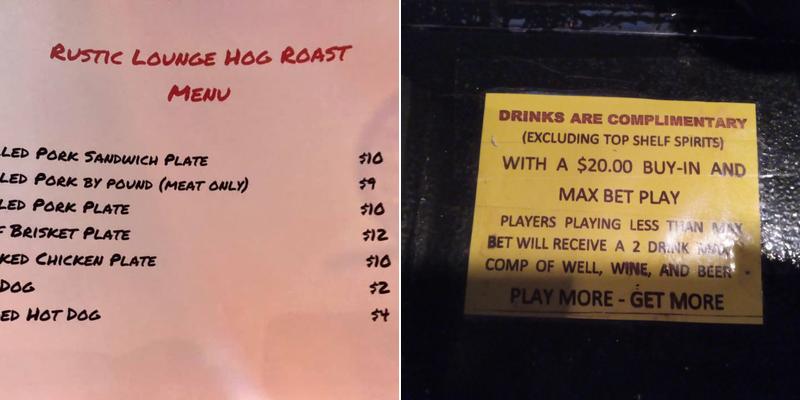 Rustic Lounge Hog Roast
Menu
LED Pork Sandwich Plate $10
LED Pork by pound (meat only) $9
LED Pork Plate $10
F Brisket Plate $12
KED Chicken Plate $10
Dog $2
ED Hot Dog $4
DRINKS ARE COMPLIMENTARY
(EXCLUDING TOP SHELF SPIRITS)
WITH A $20.00 BUY-IN AND
MAX BET PLAY
PLAYERS PLAYING LESS THAN MAX
BET WILL RECEIVE A 2 DRINK MAX
COMP OF WELL, WINE, AND BEER
PLAY MORE - GET MORE